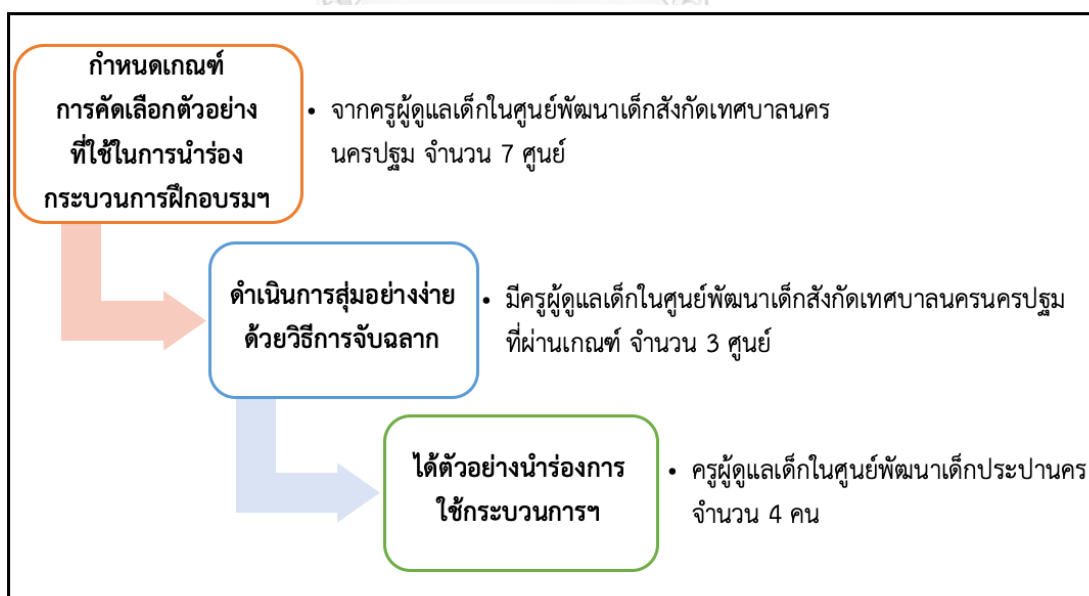 กำหนดเกณฑ์
การคัดเลือกตัวอย่าง
ที่ใช้ในการนำร่อง
กระบวนการฝึกอบรมฯ
• จากครูผู้ดูแลเด็กในศูนย์พัฒนาเด็กสังกัดเทศบาลนคร
นครปฐม จำนวน 7 ศูนย์
ดำเนินการสุ่มอย่างง่าย
ด้วยวิธีการจับฉลาก
• มีครูผู้ดูแลเด็กในศูนย์พัฒนาเด็กสังกัดเทศบาลนครนครปฐม
ที่ผ่านเกณฑ์ จำนวน 3 ศูนย์
ได้ตัวอย่างนำร่องการ
ใช้กระบวนการฯ
• ครูผู้ดูแลเด็กในศูนย์พัฒนาเด็กประปานคร
จำนวน 4 คน